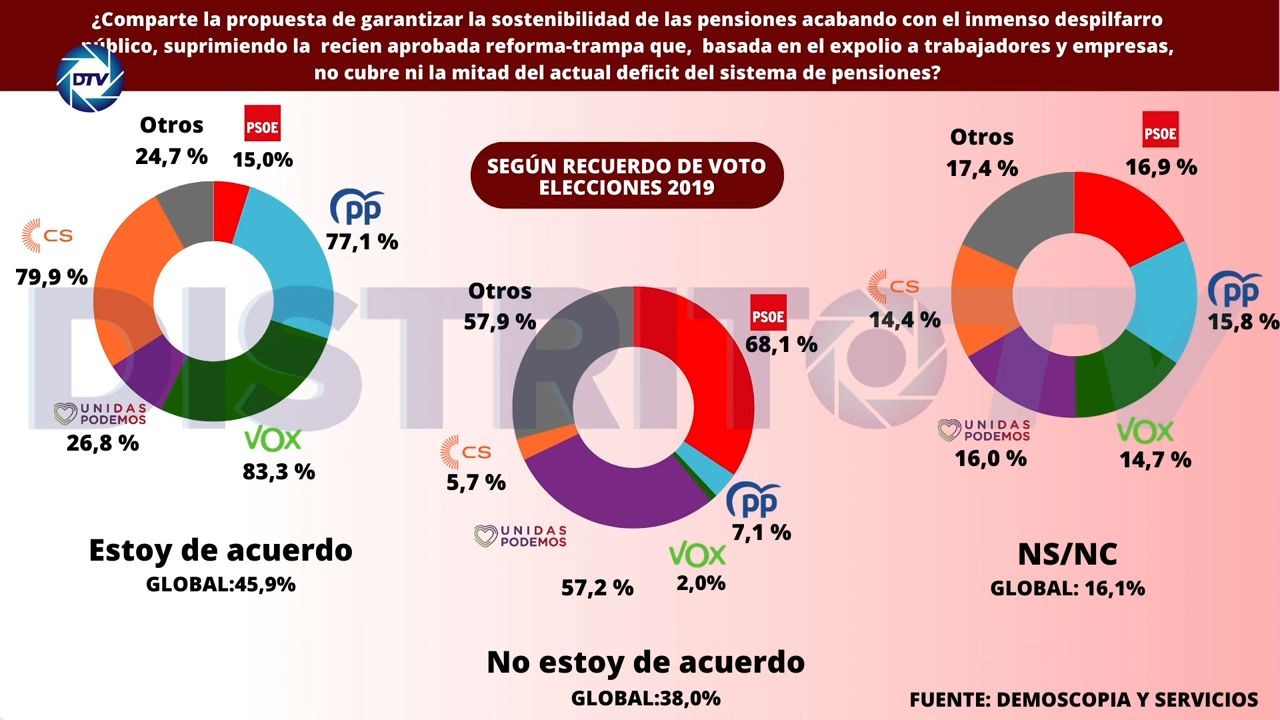 ¿Comparte la propuesta de garantizar la sostenibilidad de las pensiones acabando con el inmenso despilfarro
público, suprimiendo la recien aprobada reforma-trampa que, basada en el expolio a trabajadores y empresas,
no cubre ni la mitad del actual deficit del sistema de pensiones?
DTV
SEGÚN RECUERDO DE VOTO
ELECCIONES 2019
Otros
24,7 %
PSOE
15,0%
pp
77,1 %
CS
79,9 %
UNIDAS
PODEMOS
26,8 %
VOX
83,3 %
Estoy de acuerdo
GLOBAL:45,9%
Otros
57,9 %
PSOE
68,1 %
CS
5,7 %
pp
7,1 %
UNIDAS
PODEMOS
57,2 %
VOX
2,0%
No estoy de acuerdo
GLOBAL:38,0%
Otros
17,4 %
PSOE
16,9 %
CS
14,4 %
pp
15,8 %
UNIDAS
PODEMOS
16,0 %
VOX
14,7 %
NS/NC
GLOBAL: 16,1%
DISTRITO TV
FUENTE: DEMOSCOPIA Y SERVICIOS